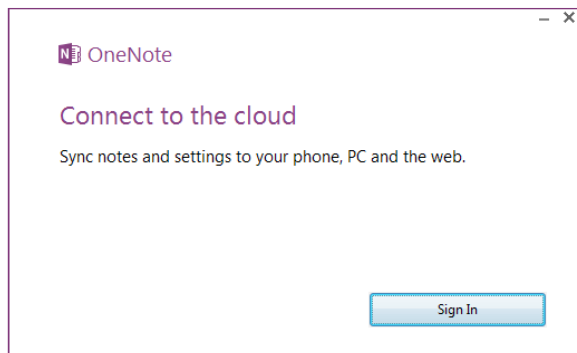 OneNote
Connect to the cloud
Sync notes and settings to your phone, PC and the web.
Sign In